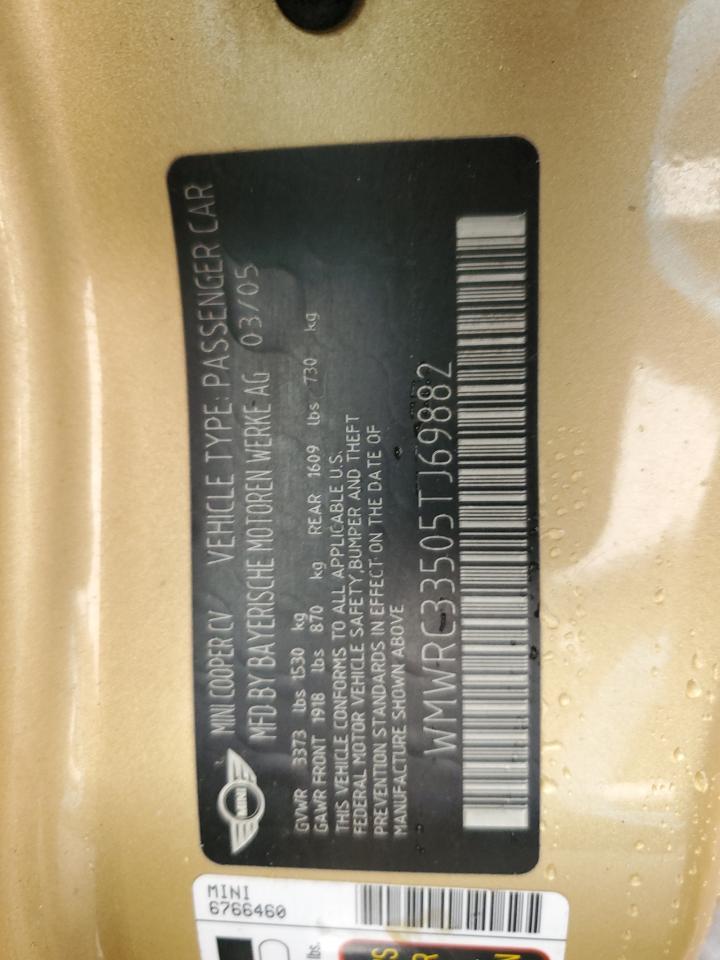 MINI
MINI COOPER CV VEHICLE TYPE: PASSENGER CAR
MFD BY BAYERISCHE MOTOREN WERKE AG 03/05
GVWR 3373 lbs 1530 kg
GAWR FRONT 1918 lbs 870 kg REAR 1609 lbs 730 kg
THIS VEHICLE CONFORMS TO ALL APPLICABLE U.S.
FEDERAL MOTOR VEHICLE SAFETY,BUMPER AND THEFT
PREVENTION STANDARDS IN EFFECT ON THE DATE OF
MANUFACTURE SHOWN ABOVE
WMWRC33505TJ69882
MINI
6766460
lbs.